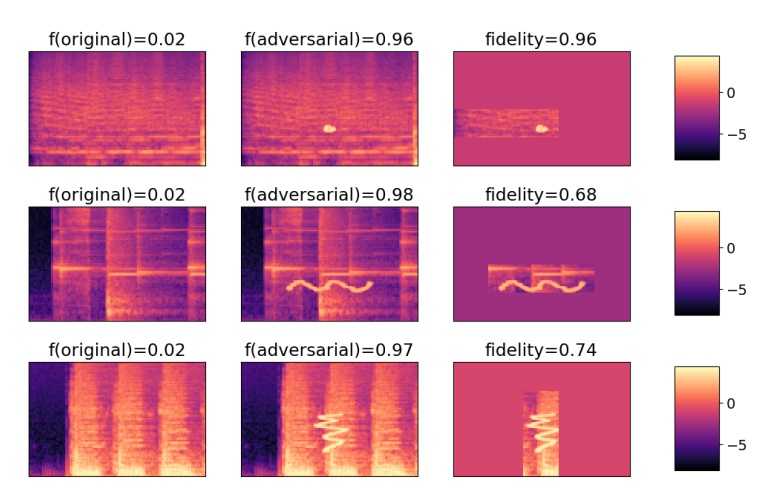 f(original)=0.02 f(adversarial)=0.96 fidelity=0.96
0
−5
f(original)=0.02 f(adversarial)=0.98 fidelity=0.68
0
−5
f(original)=0.02 f(adversarial)=0.97 fidelity=0.74
0
−5